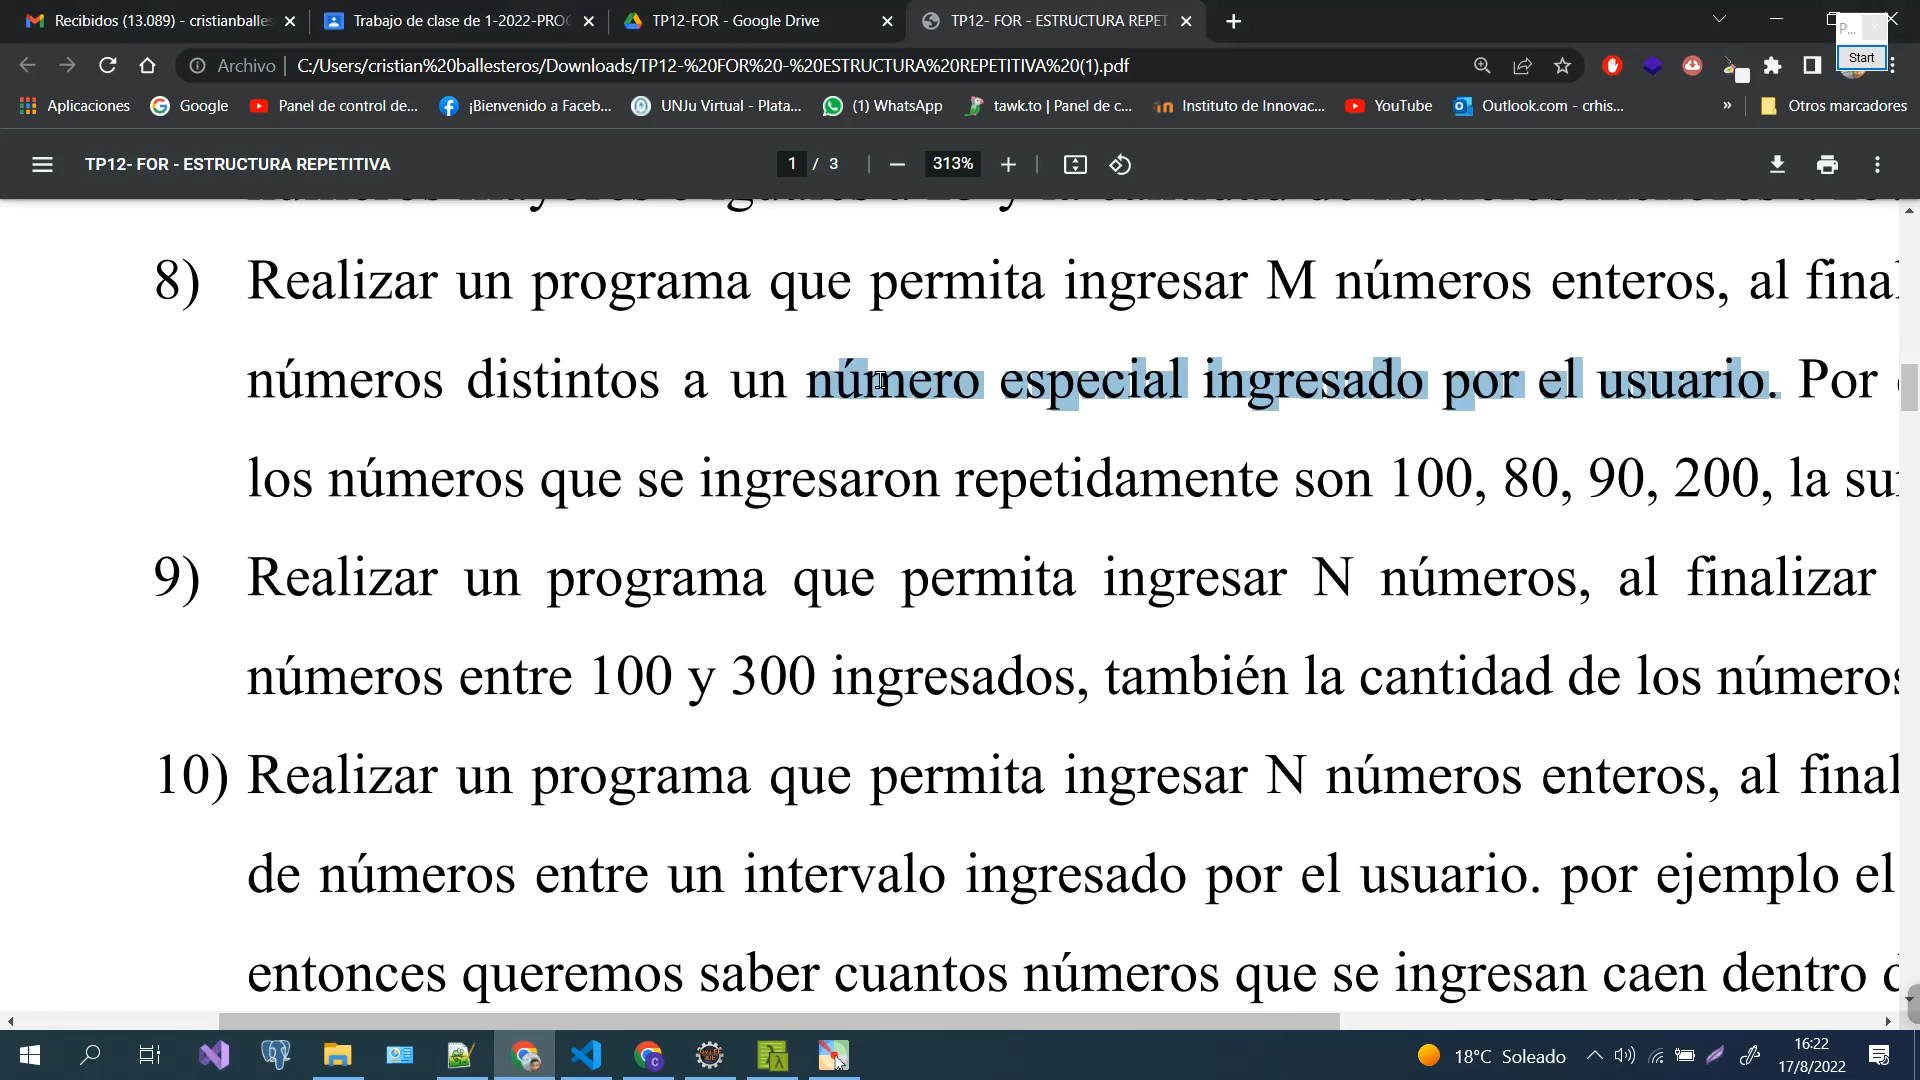 Recibidos (13.089) - cristianballes
Trabajo de clase de 1-2022-PRO
TP12-FOR - Google Drive
TP12- FOR - ESTRUCTURA REPET
P...
Start
Archivo
C:/Users/cristian%20ballesteros/Downloads/TP12-%20FOR%20-%20ESTRUCTURA%20REPETITIVA%20(1).pdf
Aplicaciones
Google
Panel de control de...
¡Bienvenido a Faceb...
UNJu Virtual - Plata...
(1) WhatsApp
tawk.to | Panel de c...
Instituto de Innovac...
YouTube
Outlook.com - crhis...
»
Otros marcadores
TP12- FOR - ESTRUCTURA REPETITIVA
1 / 3
313%
8) Realizar un programa que permita ingresar M números enteros, al final
números distintos a un número especial ingresado por el usuario. Por
los números que se ingresaron repetidamente son 100, 80, 90, 200, la su
9) Realizar un programa que permita ingresar N números, al finalizar
números entre 100 y 300 ingresados, también la cantidad de los números
10) Realizar un programa que permita ingresar N números enteros, al final
de números entre un intervalo ingresado por el usuario. por ejemplo el
entonces queremos saber cuantos números que se ingresan caen dentro
18°C Soleado
16:22
17/8/2022